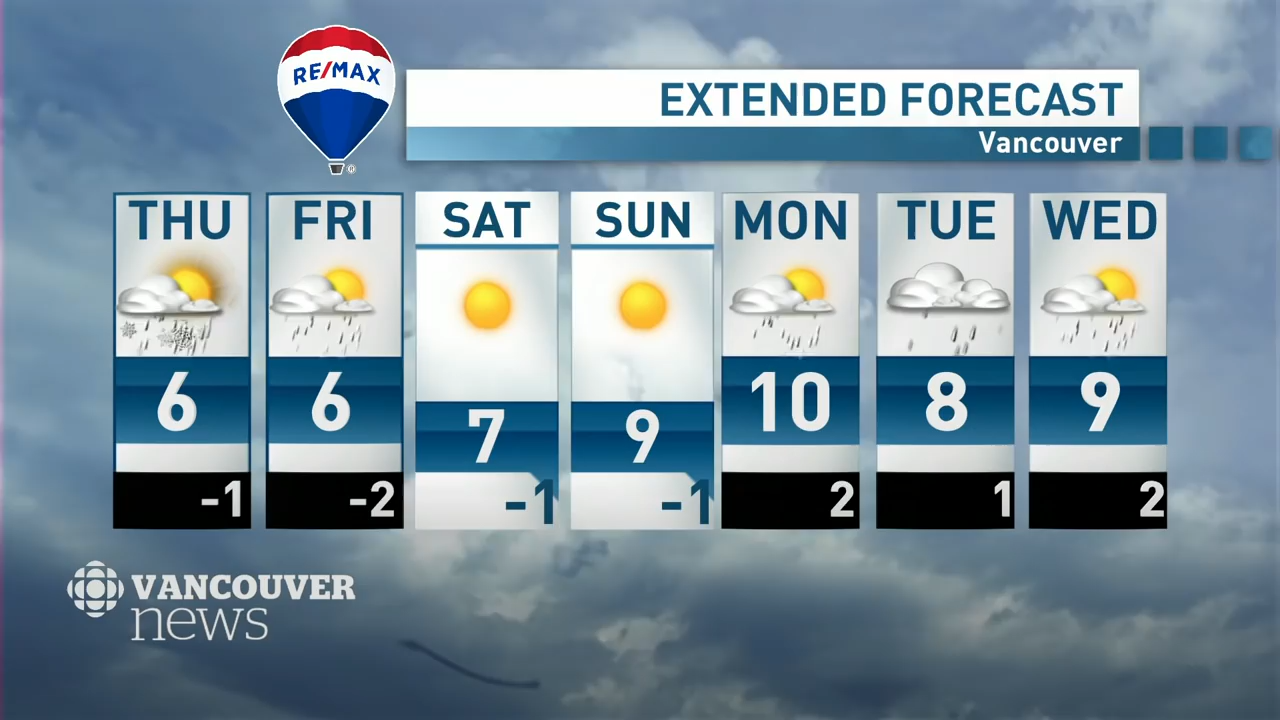 RE/MAX
®
EXTENDED FORECAST
Vancouver
THU FRI SAT SUN MON TUE WED
6 6 7 9 10 8 9
-1 -2 -1 -1 2 1 2
VANCOUVER
news